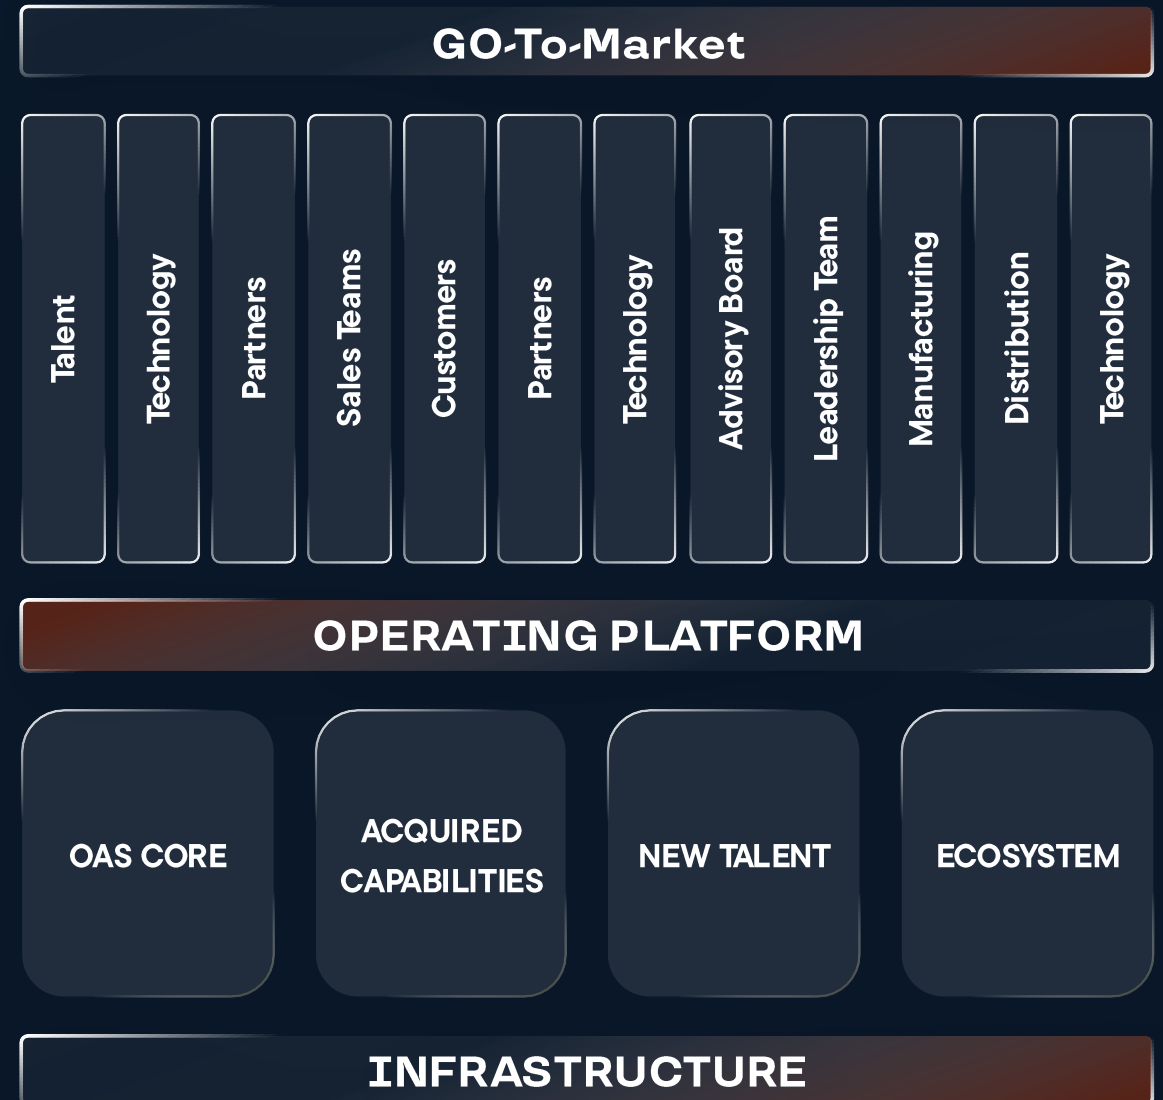 GO-To-Market
Talent
Technology
Partners
Sales Teams
Customers
Partners
Technology
Advisory Board
Leadership Team
Manufacturing
Distribution
Technology
OPERATING PLATFORM
OAS CORE
ACQUIRED
CAPABILITIES
NEW TALENT
ECOSYSTEM
INFRASTRUCTURE